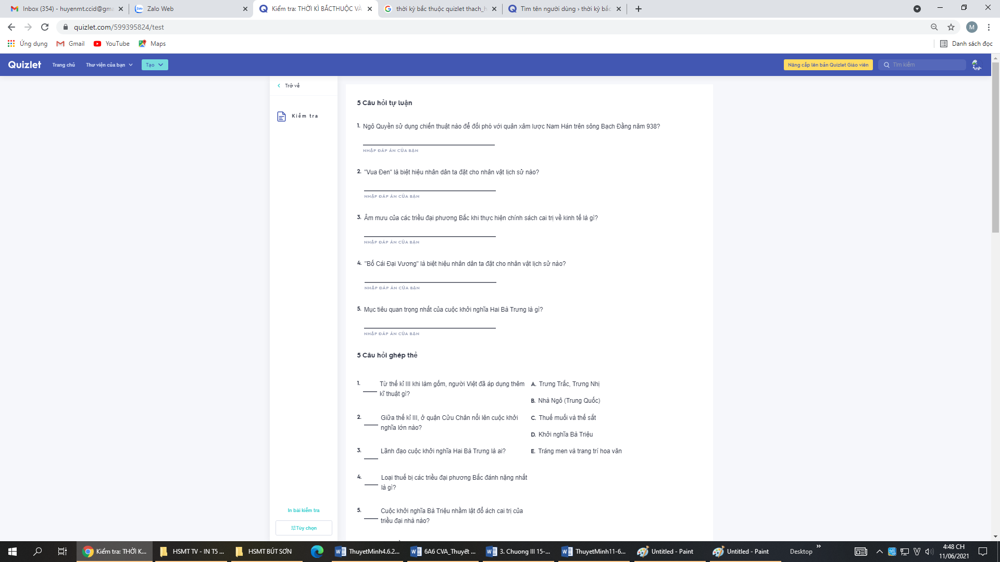 Inbox (354) - huyenmt.ccid@gma
Zalo Web
Kiểm tra: THỜI KÌ BẮCTHUỘC VÀ
thời kỳ bắc thuộc quizlet thach_h
Tìm tên người dùng › thời kỳ bắc
quizlet.com/599395824/test
M
Ứng dụng
Gmail
YouTube
Maps
Danh sách đọc
Quizlet
Trang chủ
Thư viện của bạn
Tạo
Nâng cấp lên bản Quizlet Giáo viên
Tìm kiếm
Trở về
Kiểm tra
5 Câu hỏi tự luận
1. Ngô Quyền sử dụng chiến thuật nào để đối phó với quân xâm lược Nam Hán trên sông Bạch Đằng năm 938?
NHẬP ĐÁP ÁN CỦA BẠN
2. "Vua Đen" là biệt hiệu nhân dân ta đặt cho nhân vật lịch sử nào?
NHẬP ĐÁP ÁN CỦA BẠN
3. Âm mưu của các triều đại phương Bắc khi thực hiện chính sách cai trị về kinh tế là gì?
NHẬP ĐÁP ÁN CỦA BẠN
4. "Bố Cái Đại Vương" là biệt hiệu nhân dân ta đặt cho nhân vật lịch sử nào?
NHẬP ĐÁP ÁN CỦA BẠN
5. Mục tiêu quan trọng nhất của cuộc khởi nghĩa Hai Bà Trưng là gì?
NHẬP ĐÁP ÁN CỦA BẠN
5 Câu hỏi ghép thẻ
1. Từ thế kỉ III khi làm gốm, người Việt đã áp dụng thêm
kĩ thuật gì?
2. Giữa thế kỉ III, ở quận Cửu Chân nổi lên cuộc khởi
nghĩa lớn nào?
3. Lãnh đạo cuộc khởi nghĩa Hai Bà Trưng là ai?
4. Loại thuế bị các triều đại phương Bắc đánh nặng nhất
là gì?
5. Cuộc khởi nghĩa Bà Triệu nhằm lật đổ ách cai trị của
triều đại nhà nào?
A. Trưng Trắc, Trưng Nhị
B. Nhà Ngô (Trung Quốc)
C. Thuế muối và thế sắt
D. Khởi nghĩa Bà Triệu
E. Tráng men và trang trí hoa văn
In bài kiểm tra
Tùy chọn
Kiểm tra: THỜI K...
HSMT TV - IN T5 ...
HSMT BÚT SƠN
ThuyetMinh4.6.2...
6A6 CVA_Thuyết ...
3. Chuong III 15-...
ThuyetMinh11-6...
Untitled - Paint
Untitled - Paint
Desktop
4:48 CH
11/06/2021